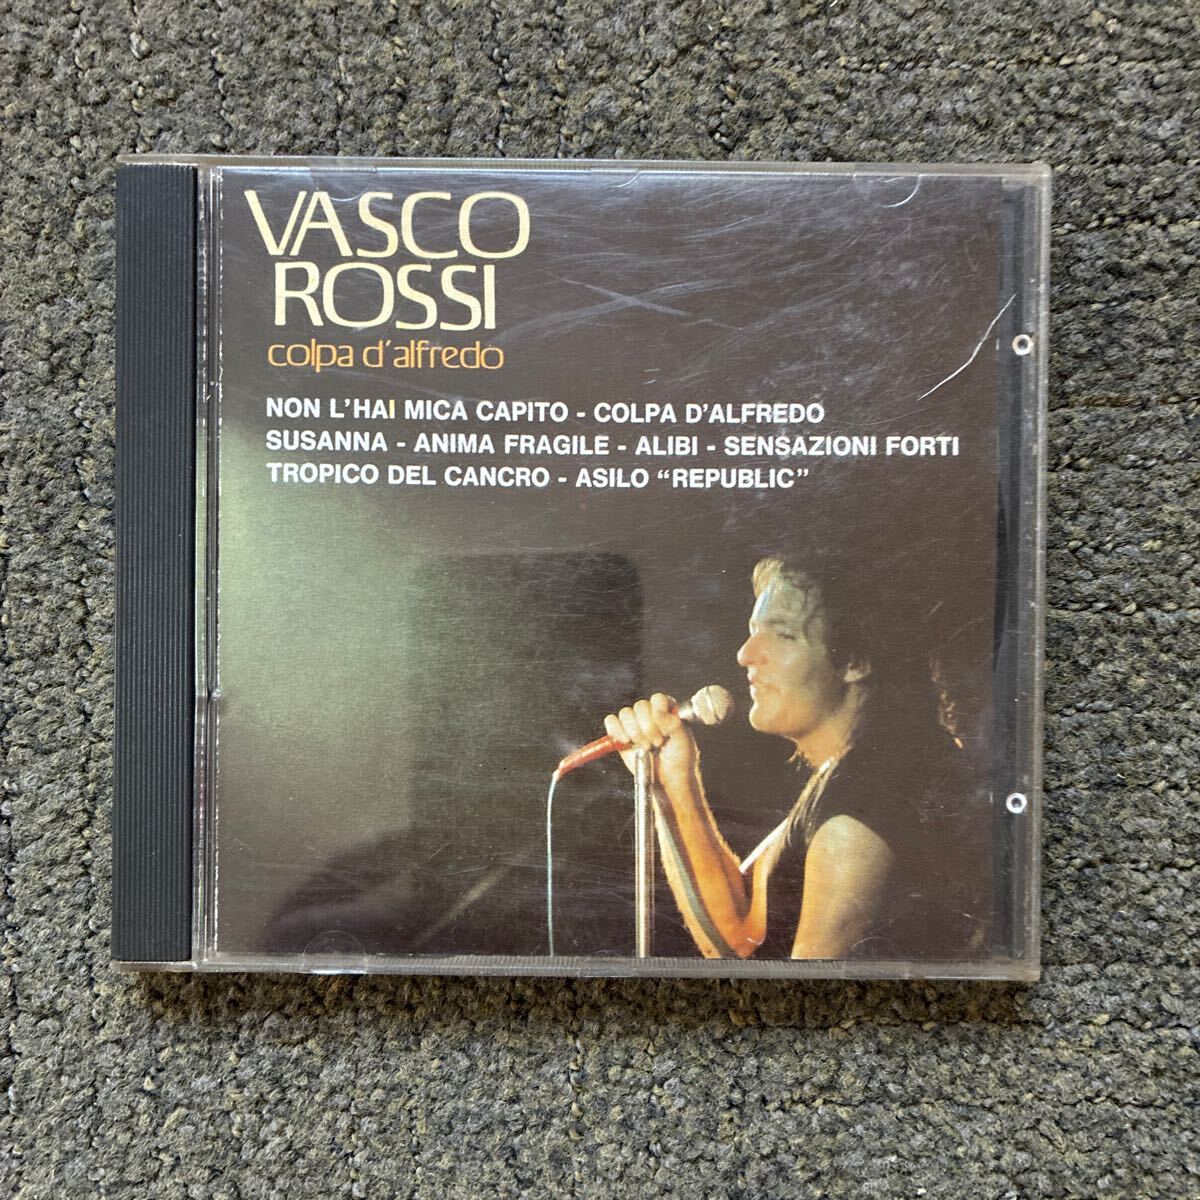 VASCO
ROSSI
colpa d'alfredo
NON L'HAI MICA CAPITO - COLPA D'ALFREDO
SUSANNA - ANIMA FRAGILE - ALIBI - SENSAZIONI FORTI
TROPICO DEL CANCRO - ASILO “REPUBLIC”